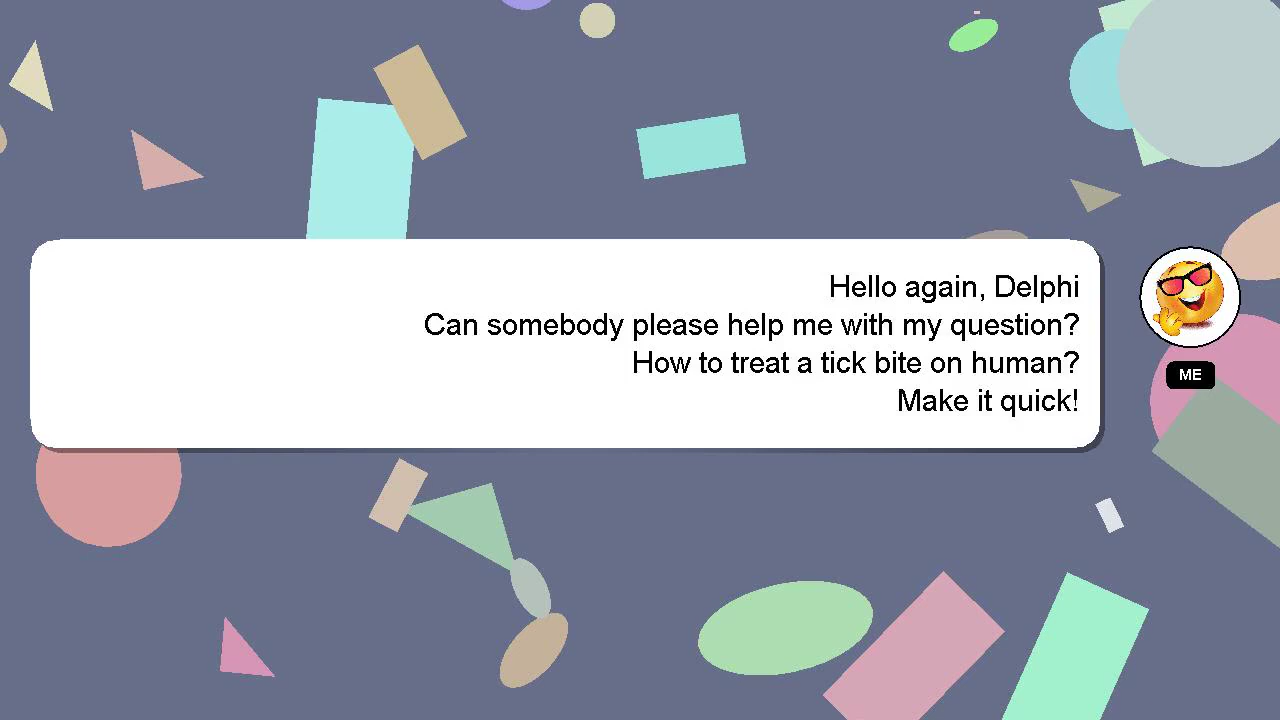 Hello again, Delphi
Can somebody please help me with my question?
How to treat a tick bite on human?
Make it quick!
ME